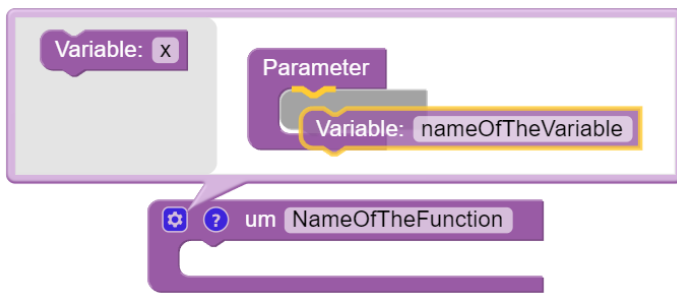 Variable: x
Parameter
Variable: nameOfTheVariable
? um NameOfTheFunction